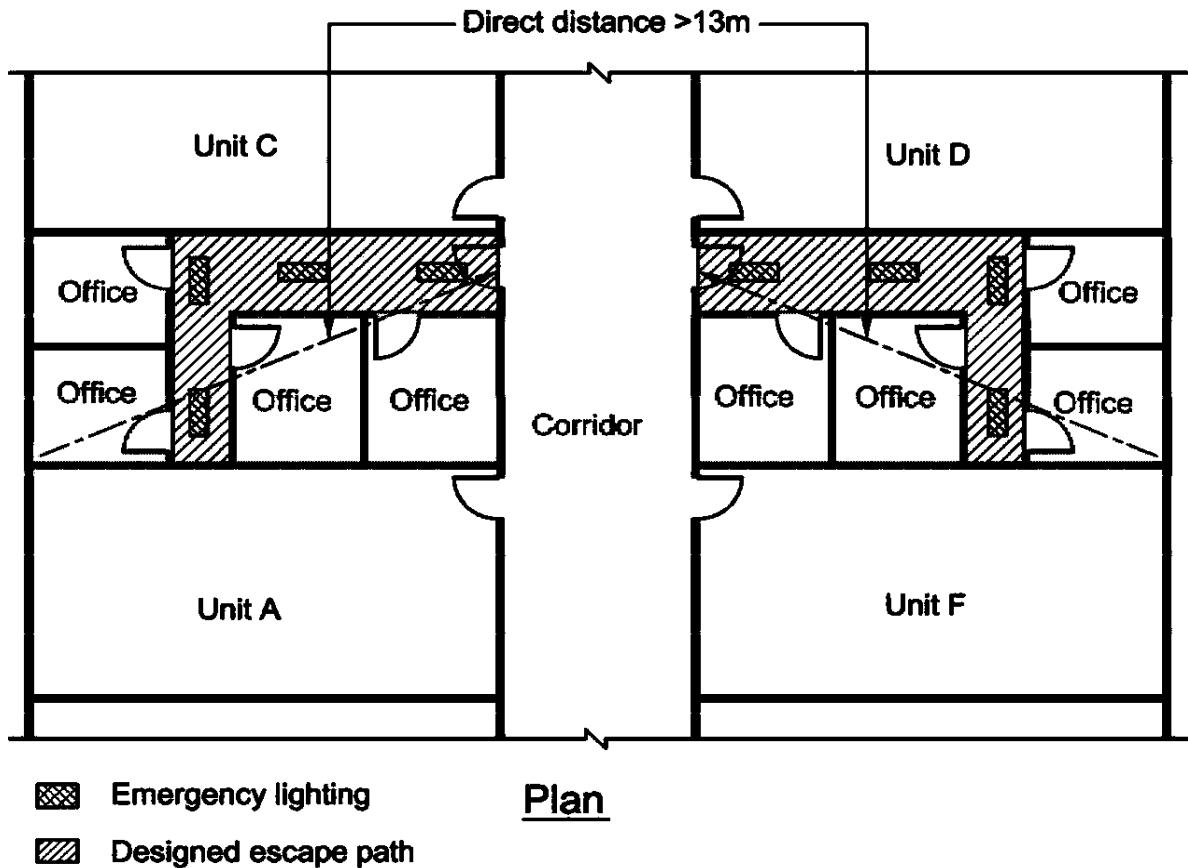 Direct distance >13m
Unit C
Unit D
Office
Office
Office
Office
Office
Corridor
Office
Office
Office
Unit A
Unit F
Emergency lighting
Plan
Designed escape path